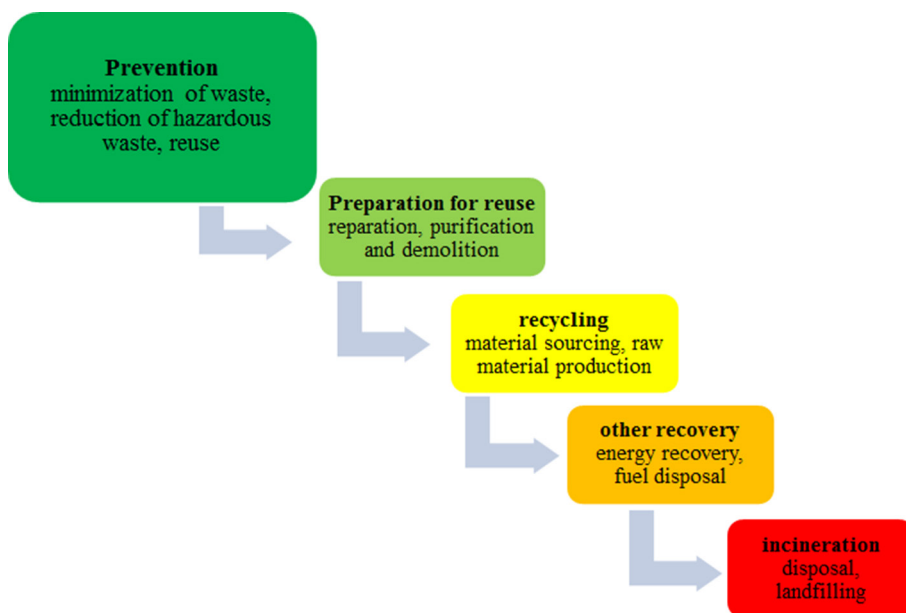 Prevention
minimization of waste,
reduction of hazardous
waste, reuse
Preparation for reuse
reparation, purification
and demolition
recycling
material sourcing, raw
material production
other recovery
energy recovery,
fuel disposal
incineration
disposal,
landfilling